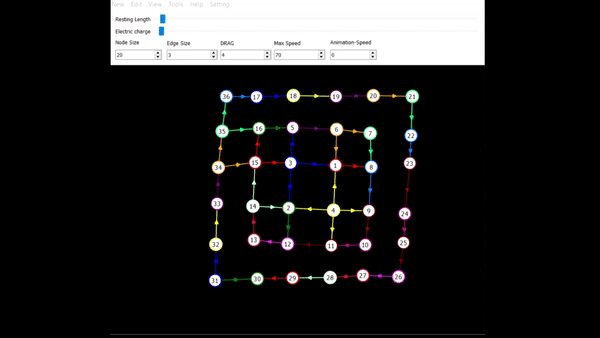 New Edit View Tools Help Setting
Resting Length
Electric charge
Node Size Edge Size DRAG Max Speed Animation-Speed
20 3 4 70 0
36 17 18 19 20 21
35 16 5 6 7 22
34 15 3 1 8 23
33 14 2 4 9 24
32 13 12 11 10 25
31 30 29 28 27 26